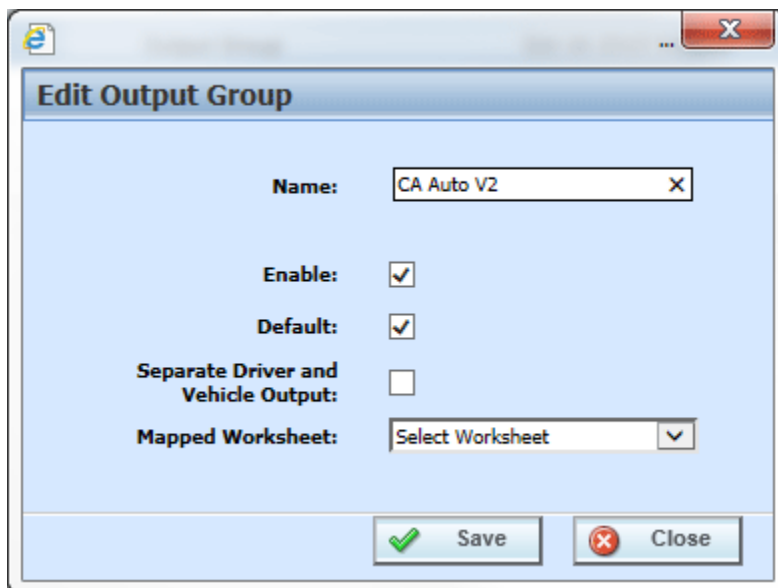 ...
X
Edit Output Group
Name: CA Auto V2 ✕
Enable:
Default:
Separate Driver and
Vehicle Output:
Mapped Worksheet: Select Worksheet
Save Close